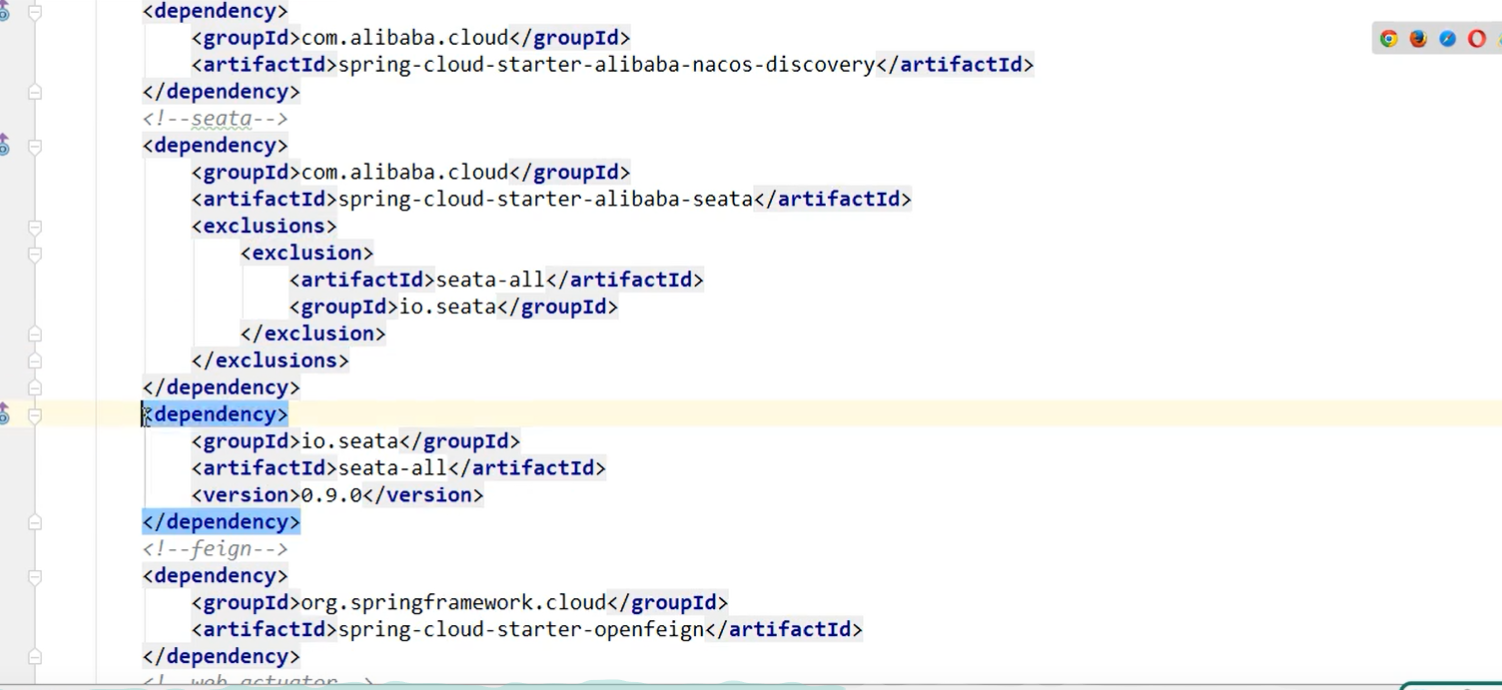 <dependency>
<groupId>com.alibaba.cloud</groupId>
<artifactId>spring-cloud-starter-alibaba-nacos-discovery</artifactId>
</dependency>
<!--seata-->
<dependency>
<groupId>com.alibaba.cloud</groupId>
<artifactId>spring-cloud-starter-alibaba-seata</artifactId>
<exclusions>
<exclusion>
<artifactId>seata-all</artifactId>
<groupId>io.seata</groupId>
</exclusion>
</exclusions>
</dependency>
<dependency>
<groupId>io.seata</groupId>
<artifactId>seata-all</artifactId>
<version>0.9.0</version>
</dependency>
<!--feign-->
<dependency>
<groupId>org.springframework.cloud</groupId>
<artifactId>spring-cloud-starter-openfeign</artifactId>
</dependency>
<!--web-actuator-->